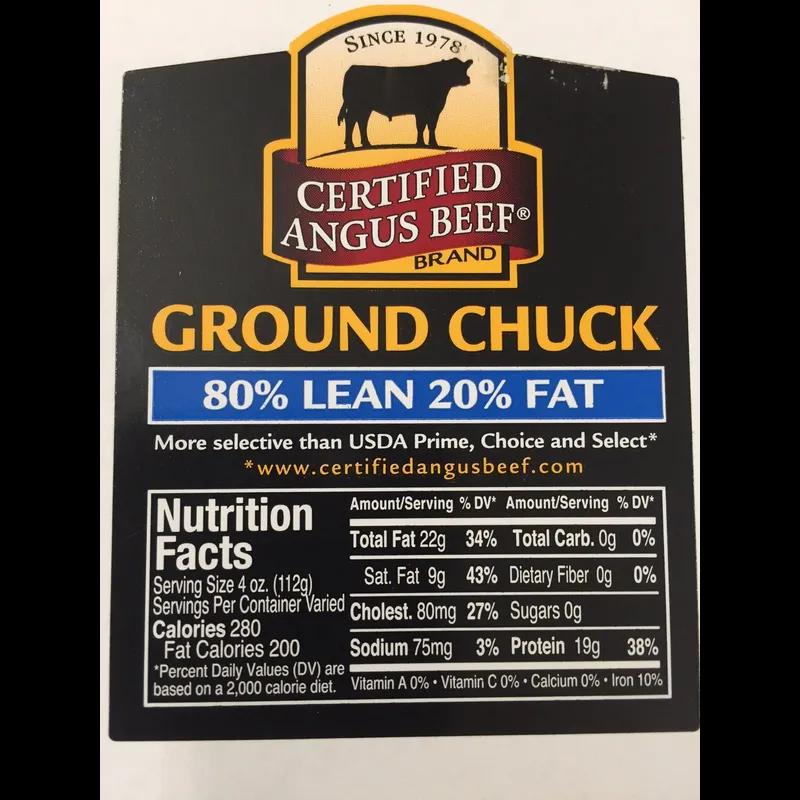 SINCE 1978
CERTIFIED
ANGUS BEEF®
BRAND
GROUND CHUCK
80% LEAN 20% FAT
More selective than USDA Prime, Choice and Select*
*www.certifiedangusbeef.com
Nutrition
Facts
Serving Size 4 oz. (112g)
Servings Per Container Varied
Calories 280
Fat Calories 200
*Percent Daily Values (DV) are
based on a 2,000 calorie diet.
Amount/Serving % DV* Amount/Serving % DV*
Total Fat 22g 34% Total Carb. 0g 0%
Sat. Fat 9g 43% Dietary Fiber 0g 0%
Cholest. 80mg 27% Sugars 0g
Sodium 75mg 3% Protein 19g 38%
Vitamin A 0% • Vitamin C 0% • Calcium 0% • Iron 10%